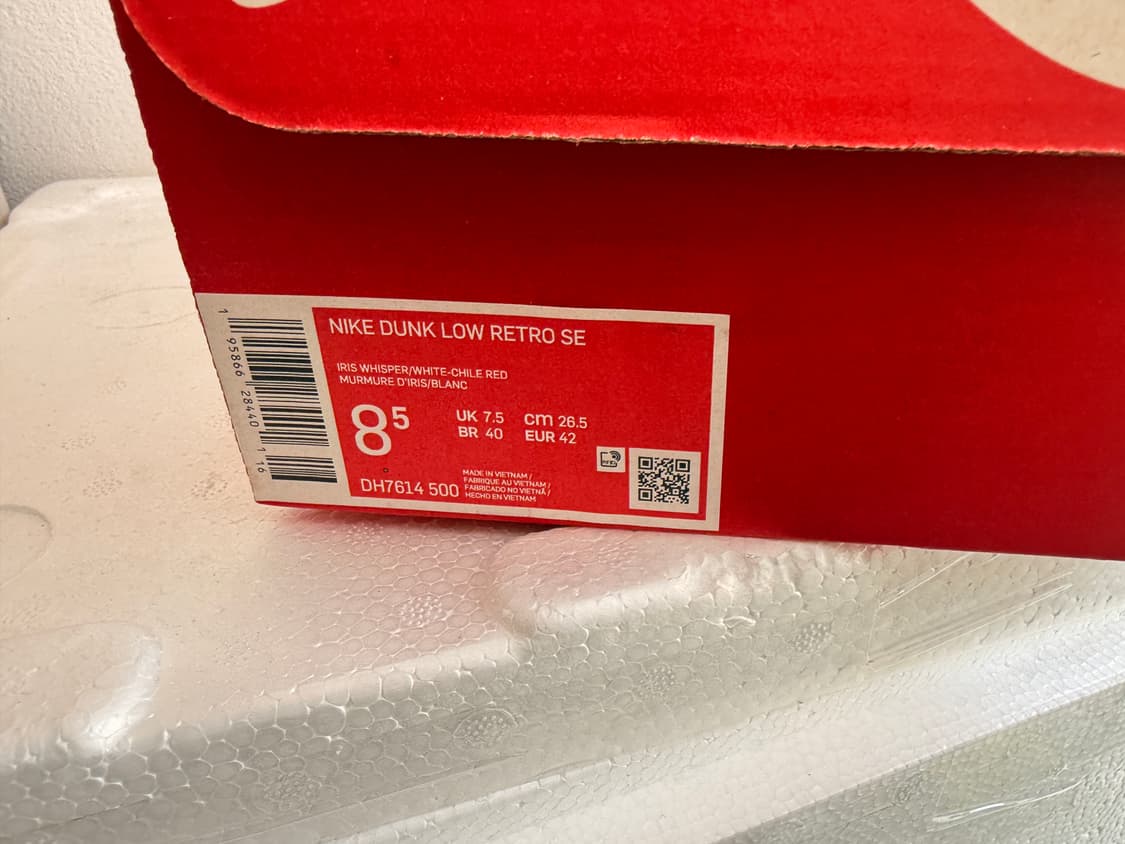 1 95866 28440 1 16
NIKE DUNK LOW RETRO SE
IRIS WHISPER/WHITE-CHILE RED
MURMURE D'IRIS/BLANC
8⁵
UK 7.5 cm 26.5
BR 40 EUR 42
MADE IN VIETNAM /
FABRIQUE AU VIETNAM /
FABRICADO NO VIETNÃ /
HECHO EN VIETNAM
DH7614 500